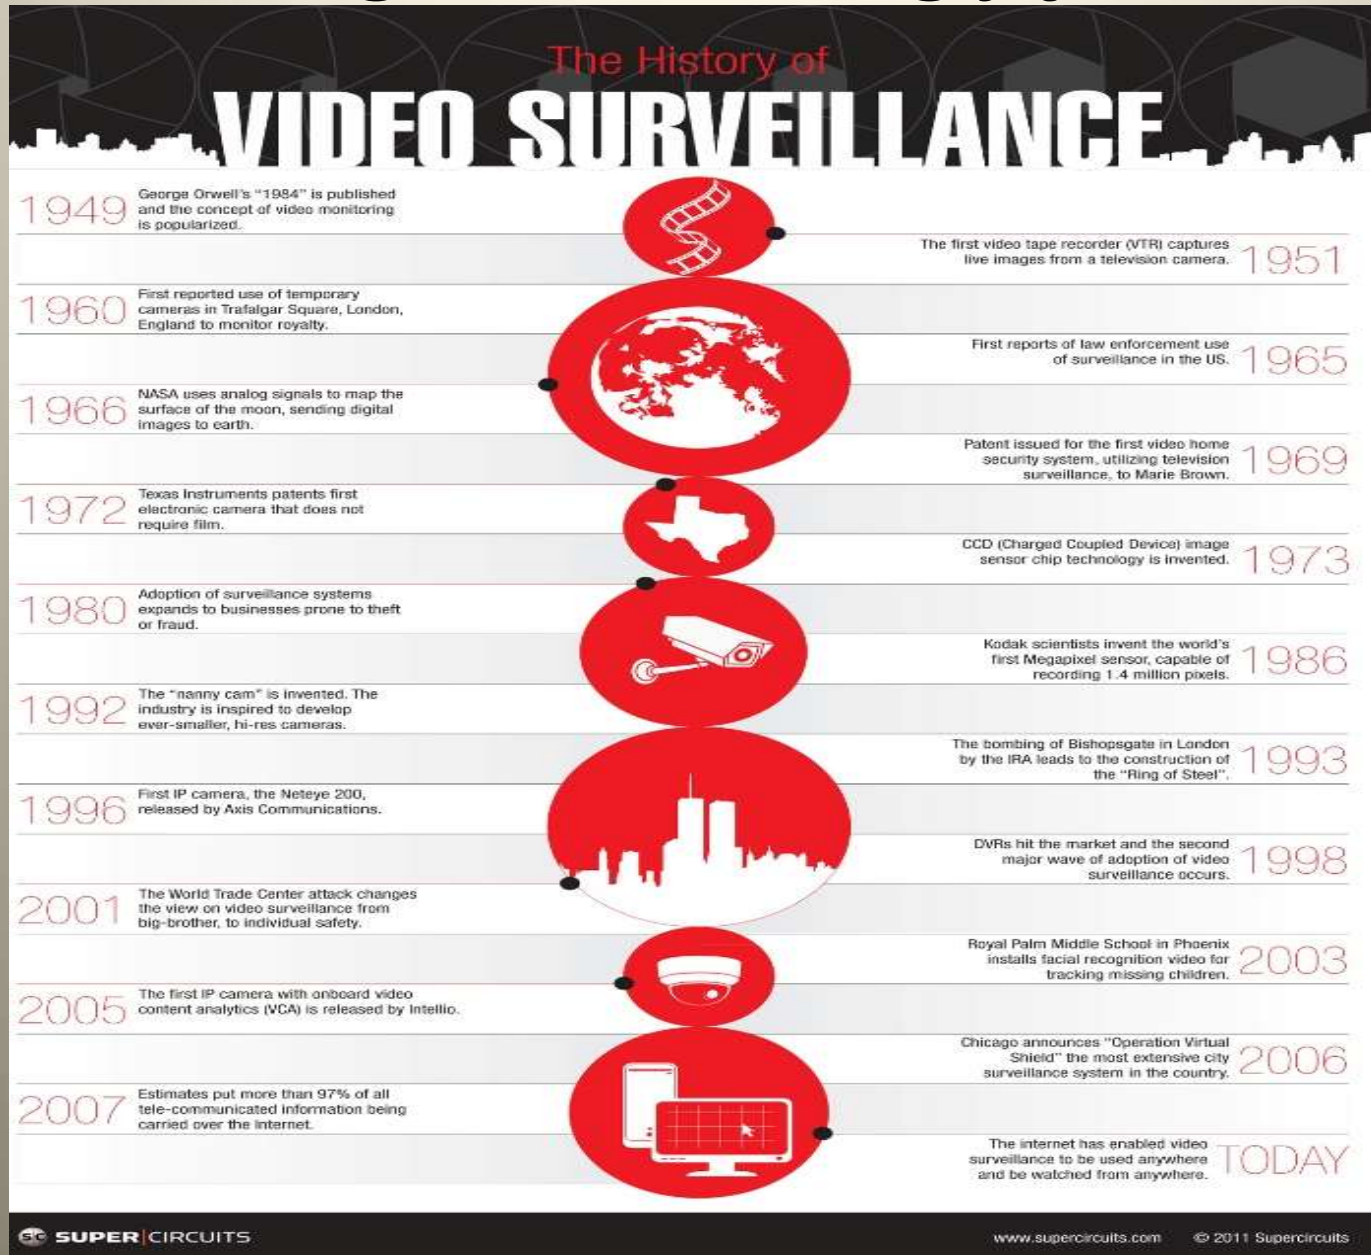 The History of
VIDEO SURVEILLANCE
1949
George Orwell's "1984" is published
and the concept of video monitoring
is popularized.
The first video tape recorder (VTR) captures
live images from a television camera.
1951
1960
First reported use of temporary
cameras in Trafalgar Square, London,
England to monitor royalty.
First reports of law enforcement use
of surveillance in the US.
1965
1966
NASA uses analog signals to map the
surface of the moon, sending digital
images to earth.
Patent issued for the first video home
security system, utilizing television
surveillance, to Marie Brown.
1969
1972
Texas Instruments patents first
electronic camera that does not
require film.
CCD (Charged Coupled Device) image
sensor chip technology is invented.
1973
1980
Adoption of surveillance systems
expands to businesses prone to theft
or fraud.
Kodak scientists invent the world's
first Megapixel sensor, capable of
recording 1.4 million pixels.
1986
1992
The "nanny cam" is invented. The
industry is inspired to develop
ever-smaller, hi-res cameras.
The bombing of Bishopsgate in London
by the IRA leads to the construction of
the "Ring of Steel".
1993
1996
First IP camera, the Neteye 200,
released by Axis Communications.
DVRs hit the market and the second
major wave of adoption of video
surveillance occurs.
1998
2001
The World Trade Center attack changes
the view on video surveillance from
big-brother, to individual safety.
Royal Palm Middle School in Phoenix
installs facial recognition video for
tracking missing children.
2003
2005
The first IP camera with onboard video
content analytics (VCA) is released by Intellio.
Chicago announces "Operation Virtual
Shield" the most extensive city
surveillance system in the country.
2006
2007
Estimates put more than 97% of all
tele-communicated information being
carried over the Internet.
The internet has enabled video
surveillance to be used anywhere
and be watched from anywhere.
TODAY
SC SUPER|CIRCUITS
www.supercircuits.com © 2011 Supercircuits